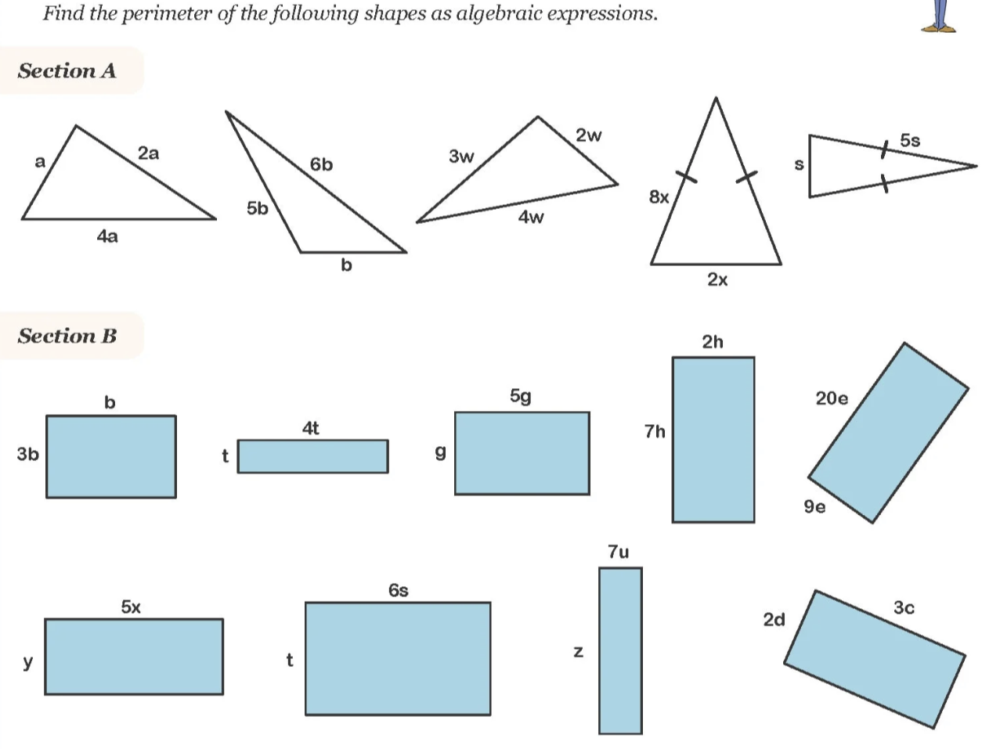 Find the perimeter of the following shapes as algebraic expressions.
Section A
a
2a
4a
5b
6b
b
3w
2w
4w
8x
2x
s
5s
Section B
b
3b
4t
t
5g
g
2h
7h
20e
9e
5x
y
6s
t
7u
z
2d
3c